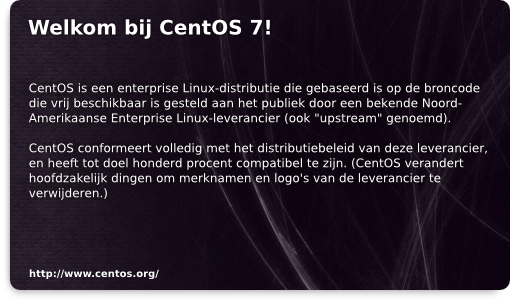 Welkom bij CentOS 7!
CentOS is een enterprise Linux-distributie die gebaseerd is op de broncode
die vrij beschikbaar is gesteld aan het publiek door een bekende Noord-
Amerikaanse Enterprise Linux-leverancier (ook "upstream" genoemd).
CentOS conformeert volledig met het distributiebeleid van deze leverancier,
en heeft tot doel honderd procent compatibel te zijn. (CentOS verandert
hoofdzakelijk dingen om merknamen en logo's van de leverancier te
verwijderen.)
http://www.centos.org/